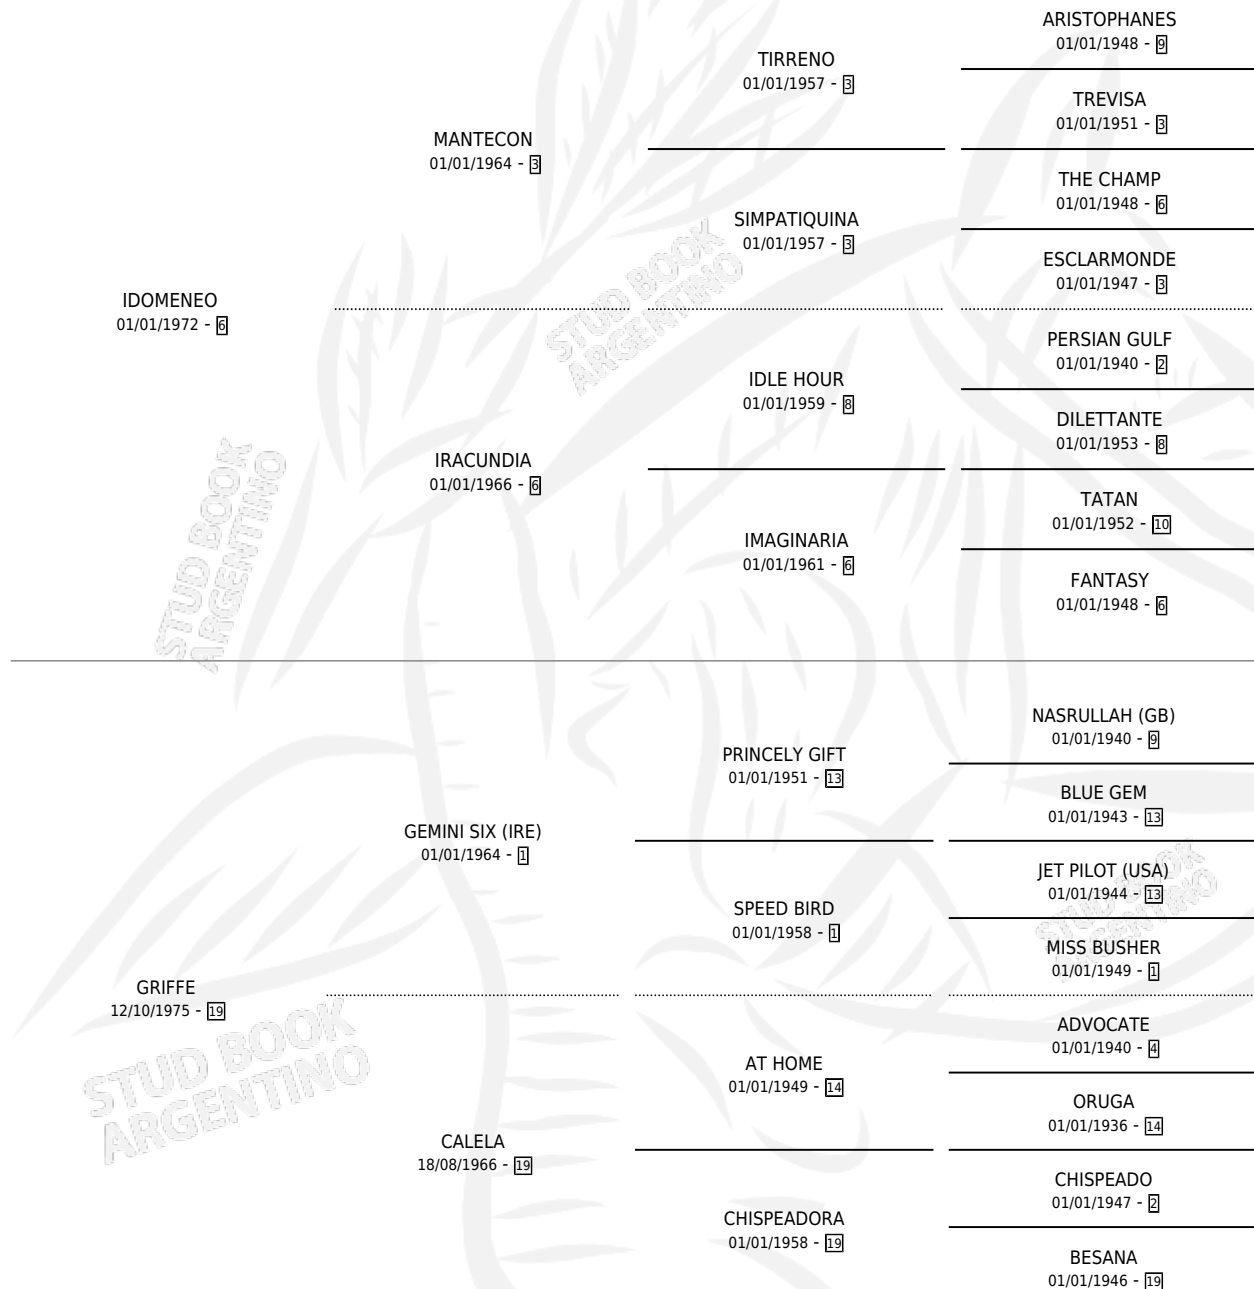 ARISTOPHANES
01/01/1948 - 9
TIRRENO
01/01/1957 - 3
TREVISA
01/01/1951 - 3
MANTECON
01/01/1964 - 3
THE CHAMP
01/01/1948 - 6
SIMPATIQUINA
01/01/1957 - 3
ESCLARMONDE
01/01/1947 - 3
IDOMENEO
01/01/1972 - 6
PERSIAN GULF
01/01/1940 - 2
IDLE HOUR
01/01/1959 - 8
DILETTANTE
01/01/1953 - 8
IRACUNDIA
01/01/1966 - 6
TATAN
01/01/1952 - 10
IMAGINARIA
01/01/1961 - 6
FANTASY
01/01/1948 - 6
NASRULLAH (GB)
01/01/1940 - 9
PRINCELY GIFT
01/01/1951 - 13
BLUE GEM
01/01/1943 - 13
GEMINI SIX (IRE)
01/01/1964 - 1
JET PILOT (USA)
01/01/1944 - 13
SPEED BIRD
01/01/1958 - 1
MISS BUSHER
01/01/1949 - 1
GRIFFE
12/10/1975 - 19
ADVOCATE
01/01/1940 - 4
AT HOME
01/01/1949 - 14
ORUGA
01/01/1936 - 14
CALELA
18/08/1966 - 19
CHISPEADO
01/01/1947 - 2
CHISPEADORA
01/01/1958 - 19
BESANA
01/01/1946 - 19
STUD BOOK
ARGENTINO
STUD BOOK
ARGENTINO
STUD BOOK
ARGENTINO
STUD BOOK
ARGENTINO